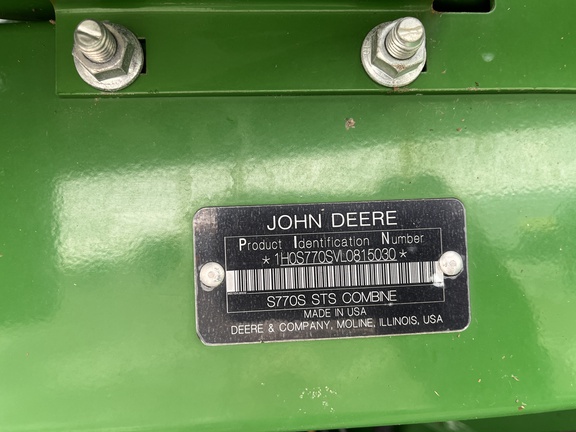 JOHN DEERE
Product Identification Number
*1H0S770SVL0815030*
S770S STS COMBINE
MADE IN USA
DEERE & COMPANY, MOLINE, ILLINOIS, USA